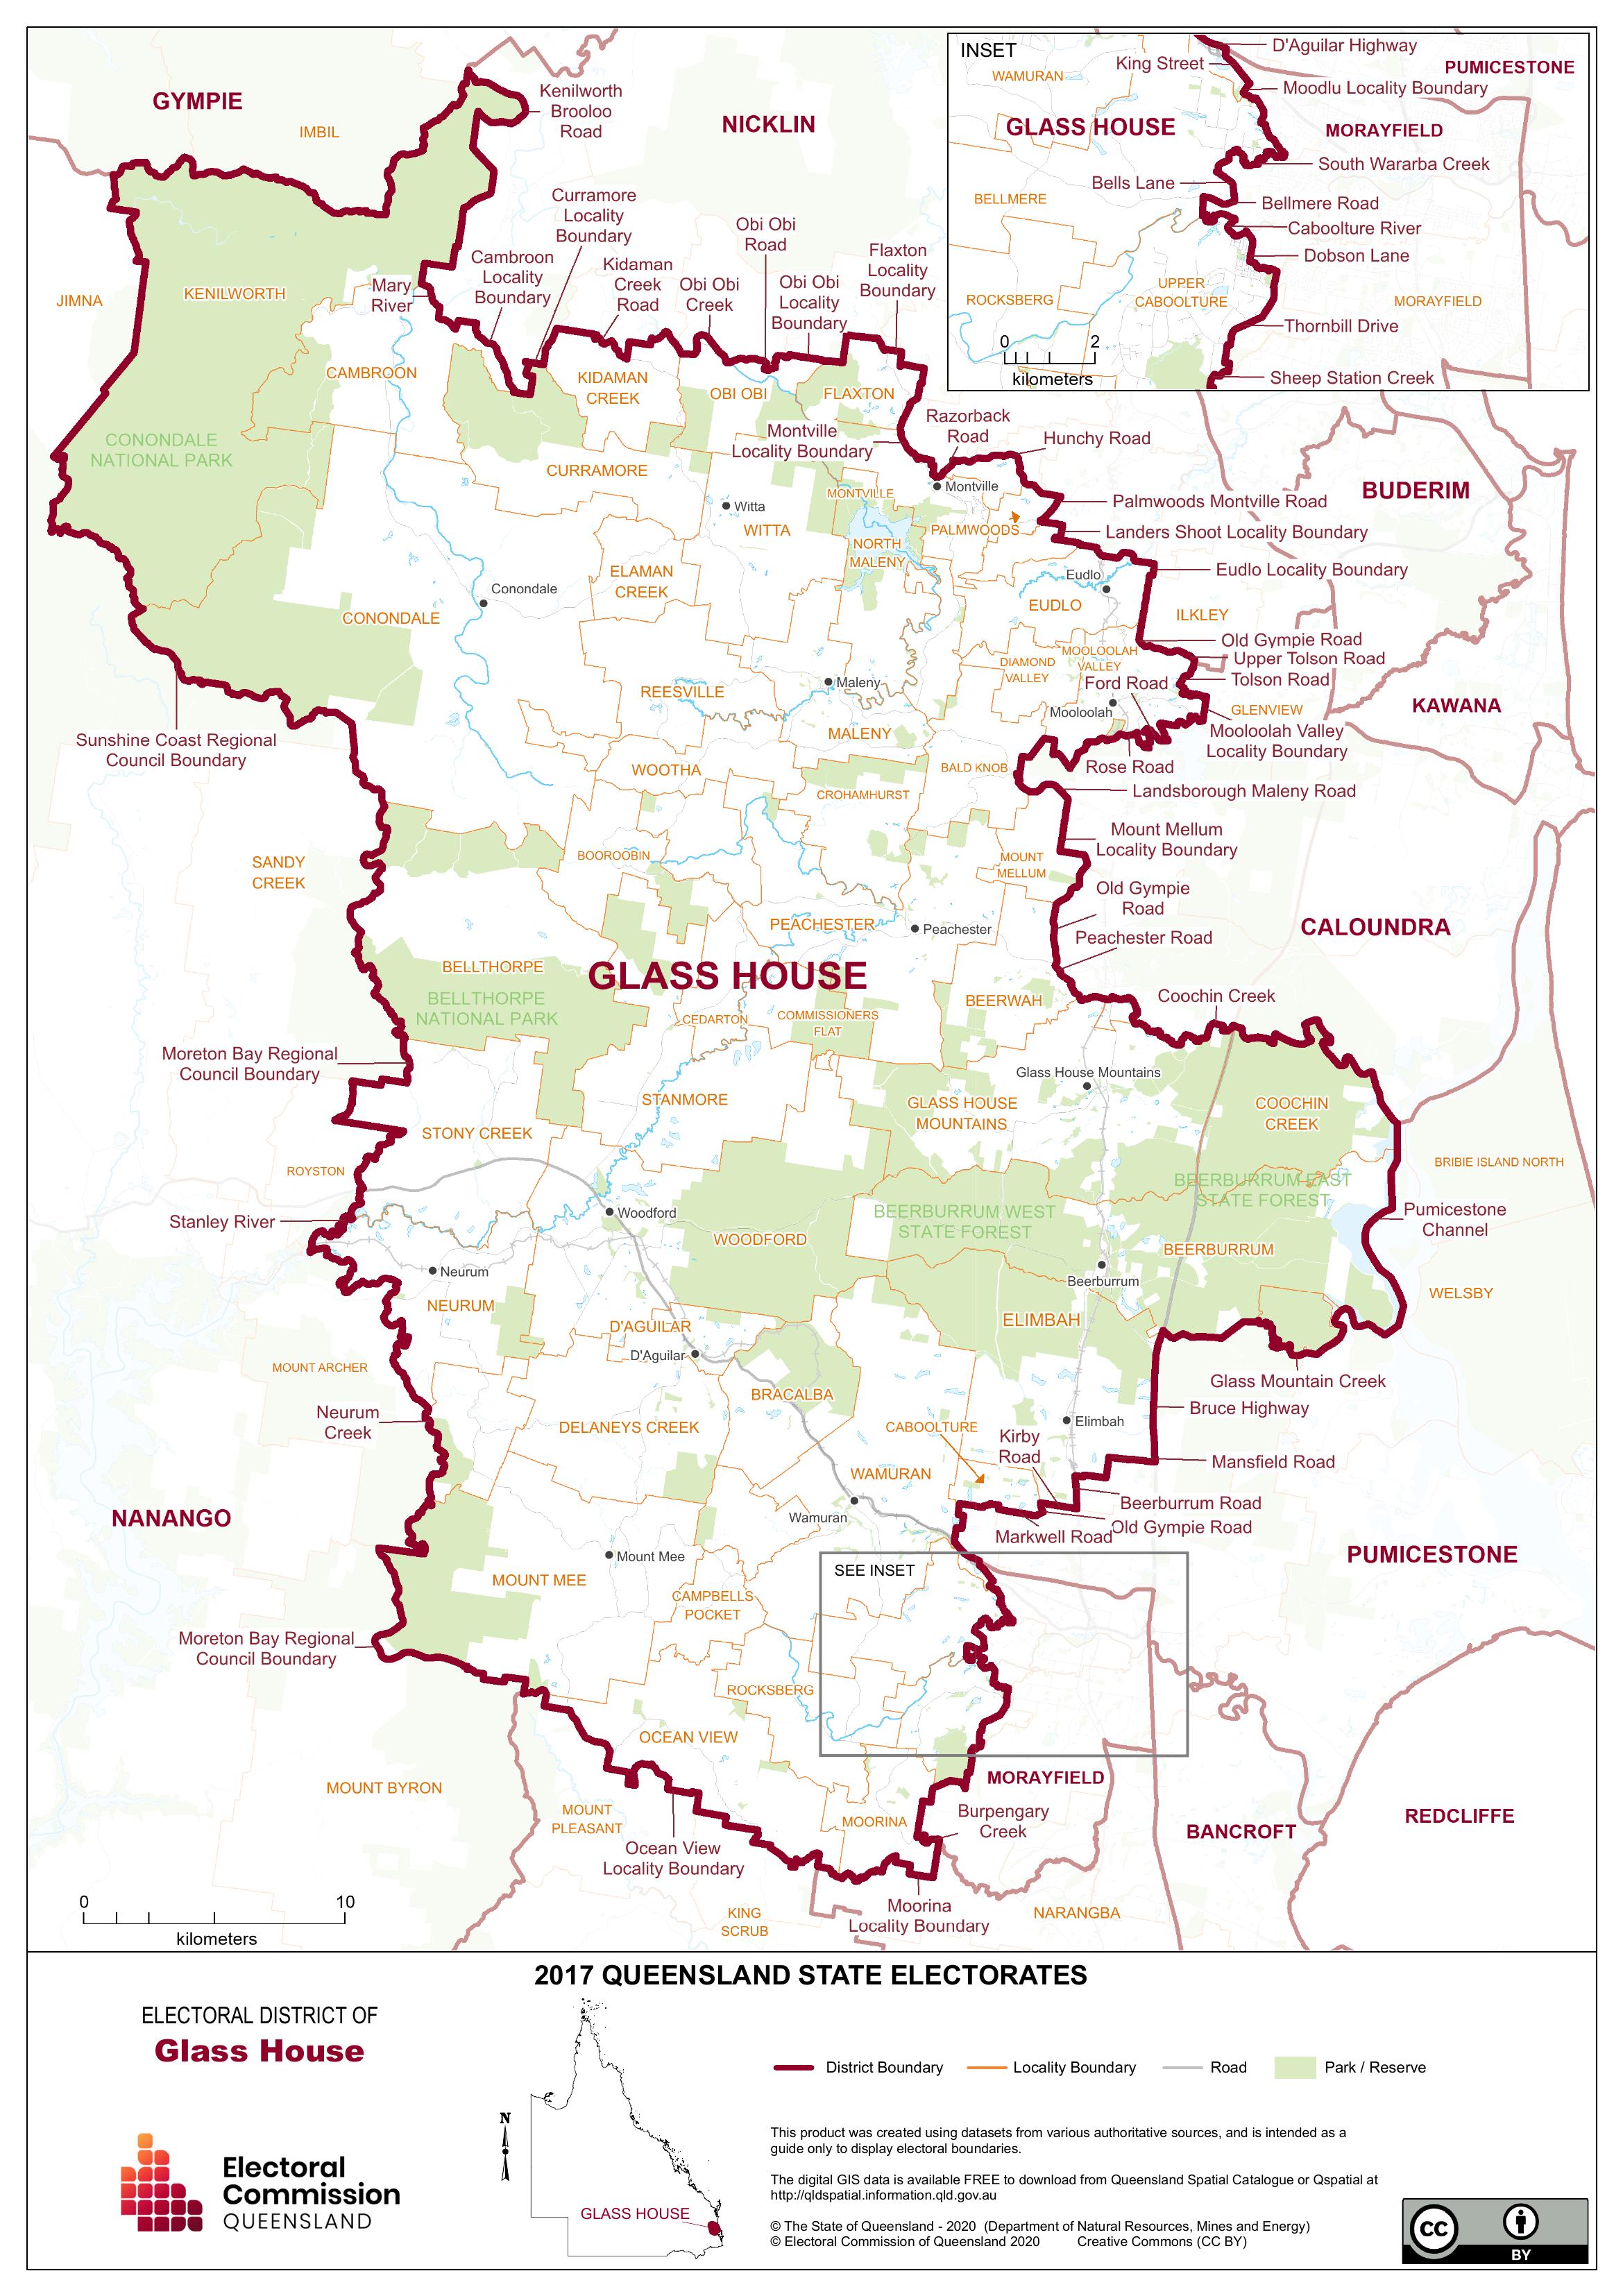 INSET
D'Aguilar Highway
King Street
PUMICESTONE
WAMURAN
Moodlu Locality Boundary
GLASS HOUSE
MORAYFIELD
South Wararba Creek
Bells Lane
BELLMERE
Bellmere Road
Caboolture River
Dobson Lane
UPPER
CABOOLTURE
ROCKSBERG
MORAYFIELD
Thornbill Drive
0 2
kilometers
Sheep Station Creek
GYMPIE
IMBIL
Kenilworth
Brooloo
Road
NICKLIN
Curramore
Locality
Boundary
Obi Obi
Road
Flaxton
Locality
Boundary
Cambroon
Locality
Boundary
Kidaman
Creek
Road
Obi Obi
Creek
Obi Obi
Locality
Boundary
Mary
River
JIMNA
KENILWORTH
CAMBROON
KIDAMAN
CREEK
OBI OBI
FLAXTON
CONONDALE
NATIONAL PARK
Montville
Locality Boundary
Razorback
Road
Hunchy Road
CURRAMORE
Montville
MONTVILLE
BUDERIM
Palmwoods Montville Road
Witta
WITTA
PALMWOODS
Landers Shoot Locality Boundary
NORTH
MALENY
Eudlo Locality Boundary
ELAMAN
CREEK
Eudlo
Conondale
EUDLO
ILKLEY
CONONDALE
Old Gympie Road
MOOLOOLAH
VALLEY
Upper Tolson Road
DIAMOND
VALLEY
Tolson Road
Ford Road
REESVILLE
Maleny
Mooloolah
GLENVIEW
KAWANA
Mooloolah Valley
Locality Boundary
MALENY
Sunshine Coast Regional
Council Boundary
WOOTHA
BALD KNOB
Rose Road
CROHAMHURST
Landsborough Maleny Road
Mount Mellum
Locality Boundary
BOOROOBIN
MOUNT
MELLUM
SANDY
CREEK
Old Gympie
Road
PEACHESTER
Peachester
CALOUNDRA
Peachester Road
BELLTHORPE
GLASS HOUSE
BELLTHORPE
NATIONAL PARK
BEERWAH
Coochin Creek
CEDARTON
COMMISSIONERS
FLAT
Moreton Bay Regional
Council Boundary
Glass House Mountains
STANMORE
GLASS HOUSE
MOUNTAINS
COOCHIN
CREEK
STONY CREEK
ROYSTON
BRIBIE ISLAND NORTH
BEERBURRUM EAST
STATE FOREST
Stanley River
Woodford
BEERBURRUM WEST
STATE FOREST
Pumicestone
Channel
WOODFORD
BEERBURRUM
Neurum
Beerburrum
NEURUM
WELSBY
D'AGUILAR
ELIMBAH
D'Aguilar
MOUNT ARCHER
BRACALBA
Glass Mountain Creek
Bruce Highway
Neurum
Creek
DELANEYS CREEK
CABOOLTURE
Elimbah
Kirby
Road
WAMURAN
Mansfield Road
Beerburrum Road
NANANGO
Wamuran
Old Gympie Road
Markwell Road
Mount Mee
PUMICESTONE
SEE INSET
MOUNT MEE
CAMPBELLS
POCKET
Moreton Bay Regional
Council Boundary
ROCKSBERG
OCEAN VIEW
MOUNT BYRON
MORAYFIELD
MOUNT
PLEASANT
MOORINA
Burpengary
Creek
BANCROFT
REDCLIFFE
Ocean View
Locality Boundary
0 10
kilometers
KING
SCRUB
Moorina
Locality Boundary
NARANGBA
2017 QUEENSLAND STATE ELECTORATES
ELECTORAL DISTRICT OF
Glass House
District Boundary
Locality Boundary
Road
Park / Reserve
N
GLASS HOUSE
Electoral
Commission
QUEENSLAND
This product was created using datasets from various authoritative sources, and is intended as a
guide only to display electoral boundaries.
The digital GIS data is available FREE to download from Queensland Spatial Catalogue or Qspatial at
http://qldspatial.information.qld.gov.au
© The State of Queensland - 2020 (Department of Natural Resources, Mines and Energy)
© Electoral Commission of Queensland 2020 Creative Commons (CC BY)
CC
BY